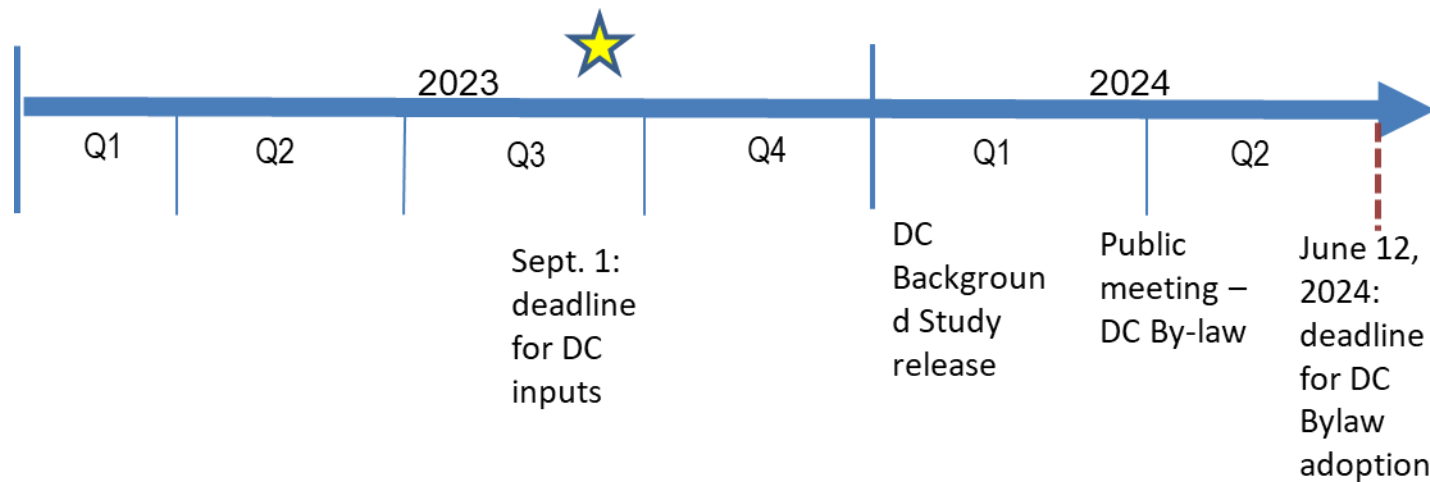 2023
2024
Q1
Q2
Q3
Q4
Q1
Q2
Sept. 1:
deadline
for DC
inputs
DC
Backgroun
d Study
release
Public
meeting –
DC By-law
June 12,
2024:
deadline
for DC
Bylaw
adoption